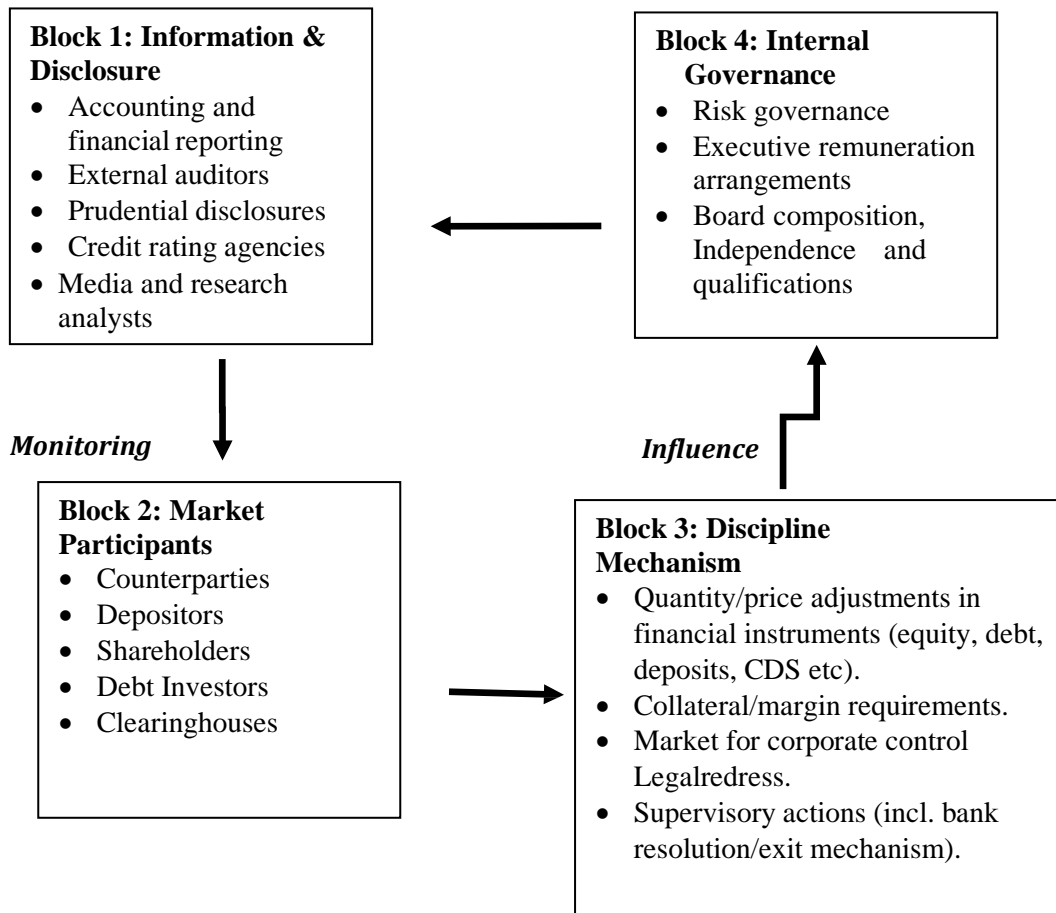 Block 1: Information &
Disclosure
• Accounting and
financial reporting
• External auditors
• Prudential disclosures
• Credit rating agencies
• Media and research
analysts
Block 4: Internal
Governance
• Risk governance
• Executive remuneration
arrangements
• Board composition,
Independence and
qualifications
Monitoring
Influence
Block 2: Market
Participants
• Counterparties
• Depositors
• Shareholders
• Debt Investors
• Clearinghouses
Block 3: Discipline
Mechanism
• Quantity/price adjustments in
financial instruments (equity, debt,
deposits, CDS etc).
• Collateral/margin requirements.
• Market for corporate control
Legalredress.
• Supervisory actions (incl. bank
resolution/exit mechanism).